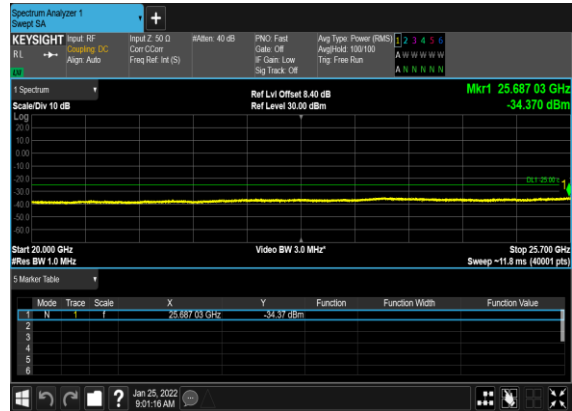 Spectrum Analyzer 1
Swept SA
+
KEYSIGHT Input: RF Input Z: 50 Ω #Atten: 40 dB PNO: Fast Avg Type: Power (RMS) 1 2 3 4 5 6
RL Coupling: DC Corr CCorr Gate: Off Avg|Hold: 100/100 A W W W W W
Align: Auto Freq Ref: Int (S) IF Gain: Low Trig: Free Run
Sig Track: Off A N N N N N
1 Spectrum Ref Lvl Offset 8.40 dB Mkr1 25.687 03 GHz
Scale/Div 10 dB Ref Level 30.00 dBm -34.370 dBm
Log
20.0
10.0
0.00
-10.0
-20.0 DL1 -25.00
1
-30.0
-40.0
-50.0
-60.0
Start 20.000 GHz Video BW 3.0 MHz* Stop 25.700 GHz
#Res BW 1.0 MHz Sweep ~11.8 ms (40001 pts)
5 Marker Table
Mode Trace Scale X Y Function Function Width Function Value
1 N 1 f 25.687 03 GHz -34.37 dBm
2
3
4
5
6
? Jan 25, 2022
9:01:16 AM